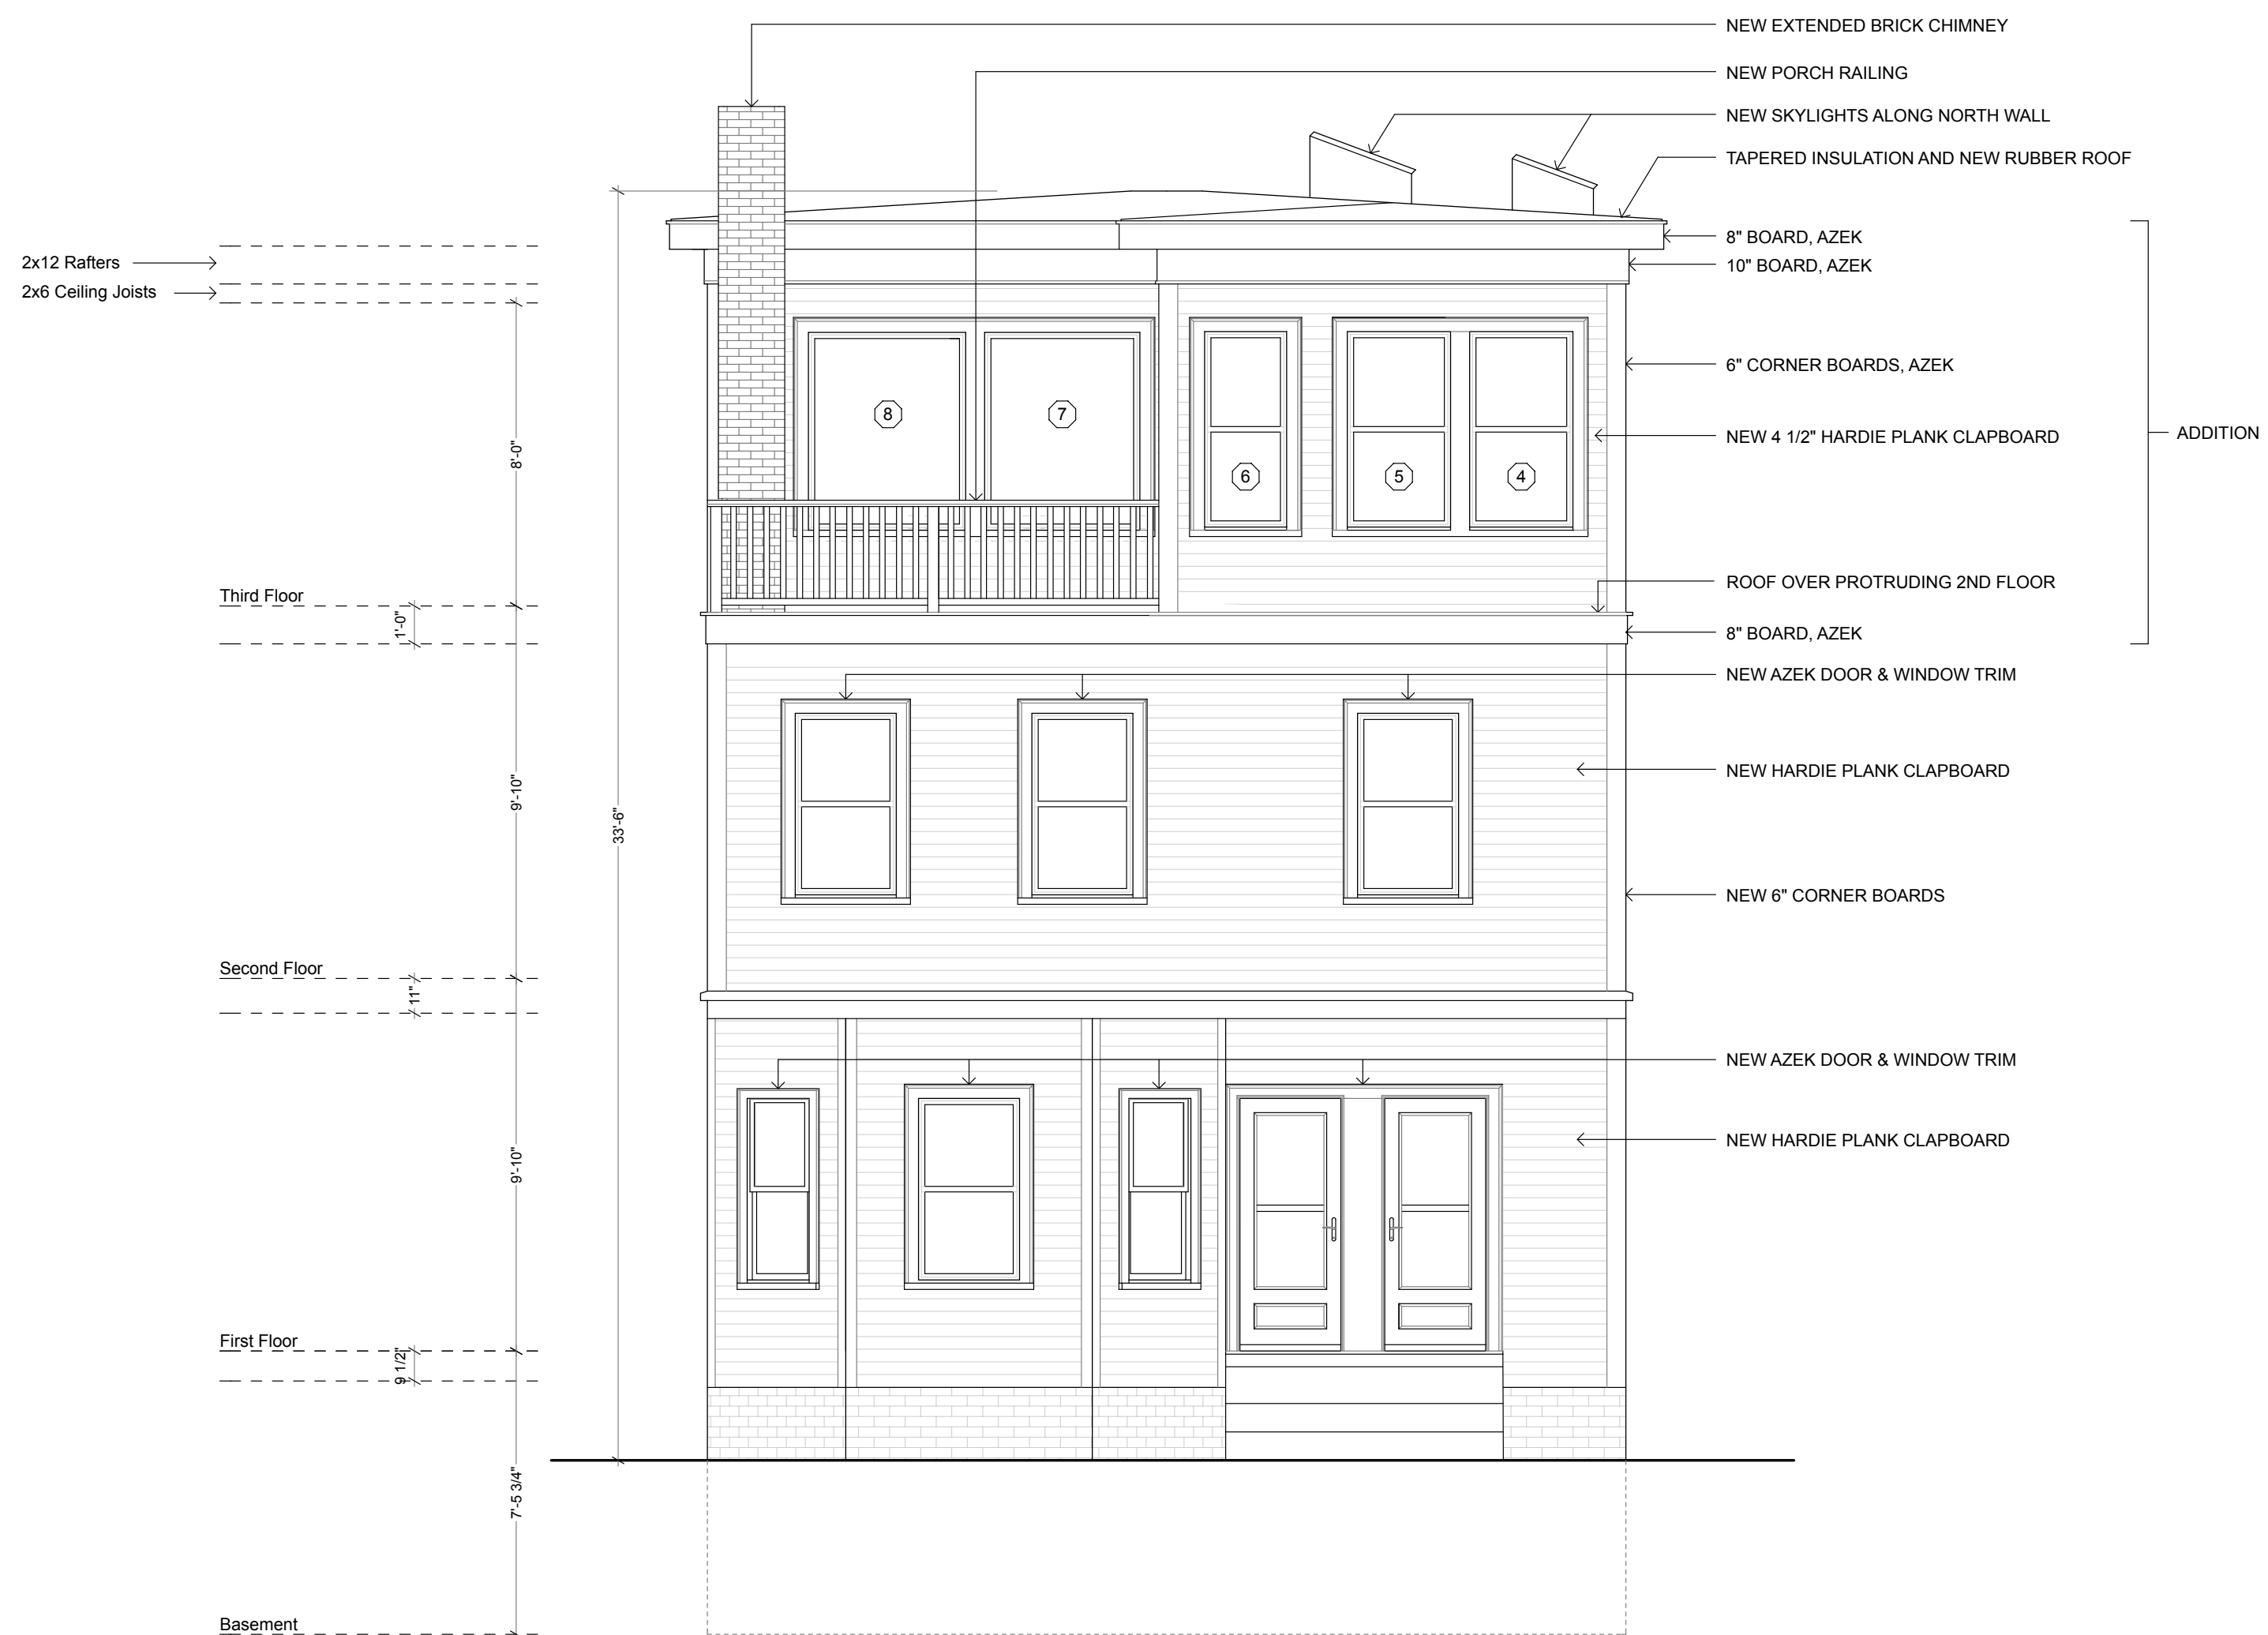 NEW EXTENDED BRICK CHIMNEY
NEW PORCH RAILING
NEW SKYLIGHTS ALONG NORTH WALL
TAPERED INSULATION AND NEW RUBBER ROOF
8" BOARD, AZEK
2x12 Rafters
10" BOARD, AZEK
2x6 Ceiling Joists
6" CORNER BOARDS, AZEK
8
7
NEW 4 1/2" HARDIE PLANK CLAPBOARD
ADDITION
8'-0"
6
5
4
ROOF OVER PROTRUDING 2ND FLOOR
Third Floor
1'-0"
8" BOARD, AZEK
NEW AZEK DOOR & WINDOW TRIM
NEW HARDIE PLANK CLAPBOARD
9'-10"
33'-6"
NEW 6" CORNER BOARDS
Second Floor
11"
NEW AZEK DOOR & WINDOW TRIM
NEW HARDIE PLANK CLAPBOARD
9'-10"
First Floor
9 1/2"
7'-5 3/4"
Basement